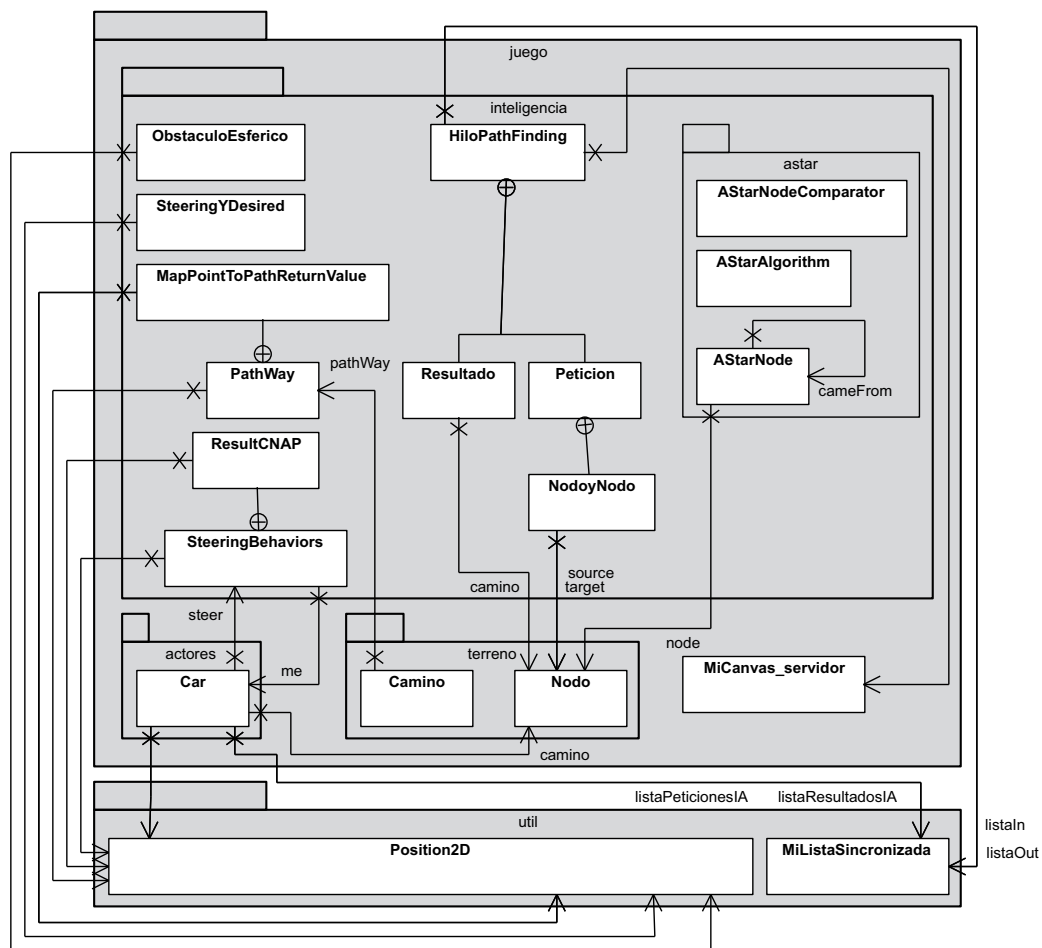 juego
inteligencia
ObstaculoEsferico
HiloPathFinding
astar
AStarNodeComparator
SteeringYDesired
AStarAlgorithm
MapPointToPathReturnValue
pathWay
PathWay
Resultado
Peticion
AStarNode
cameFrom
ResultCNAP
NodoyNodo
SteeringBehaviors
source
camino
target
steer
actores
terreno
node
me
Car
Camino
Nodo
MiCanvas_servidor
camino
listaPeticionesIA
listaResultadosIA
util
listaIn
Position2D
MiListaSincronizada
listaOut